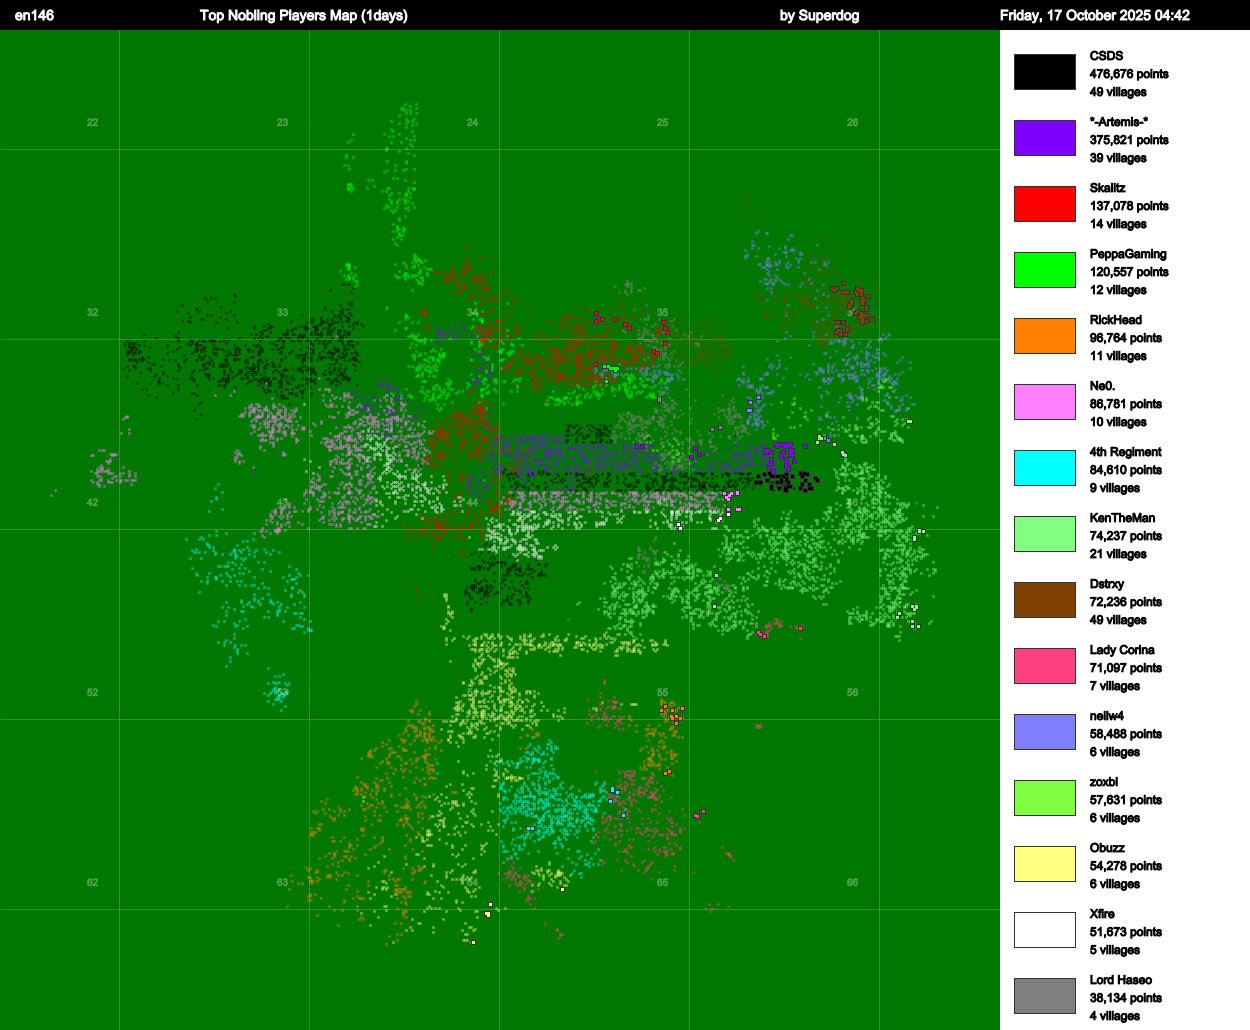 en146 Top Nobling Players Map (1days) by Superdog Friday, 17 October 2025 04:42
CSDS
476,676 points
49 villages
*-Artemis-*
375,821 points
39 villages
Skalitz
137,078 points
14 villages
PeppaGaming
120,557 points
12 villages
RickHead
96,764 points
11 villages
Ne0.
86,781 points
10 villages
4th Regiment
84,610 points
9 villages
KenTheMan
74,237 points
21 villages
Dstrxy
72,236 points
49 villages
Lady Corina
71,097 points
7 villages
neilw4
58,488 points
6 villages
zoxbl
57,631 points
6 villages
Obuzz
54,278 points
6 villages
Xfire
51,673 points
5 villages
Lord Haseo
38,134 points
4 villages
22 23 24 25 26
32 33 34 35
42
52 53 55 56
62 63 64 65 66